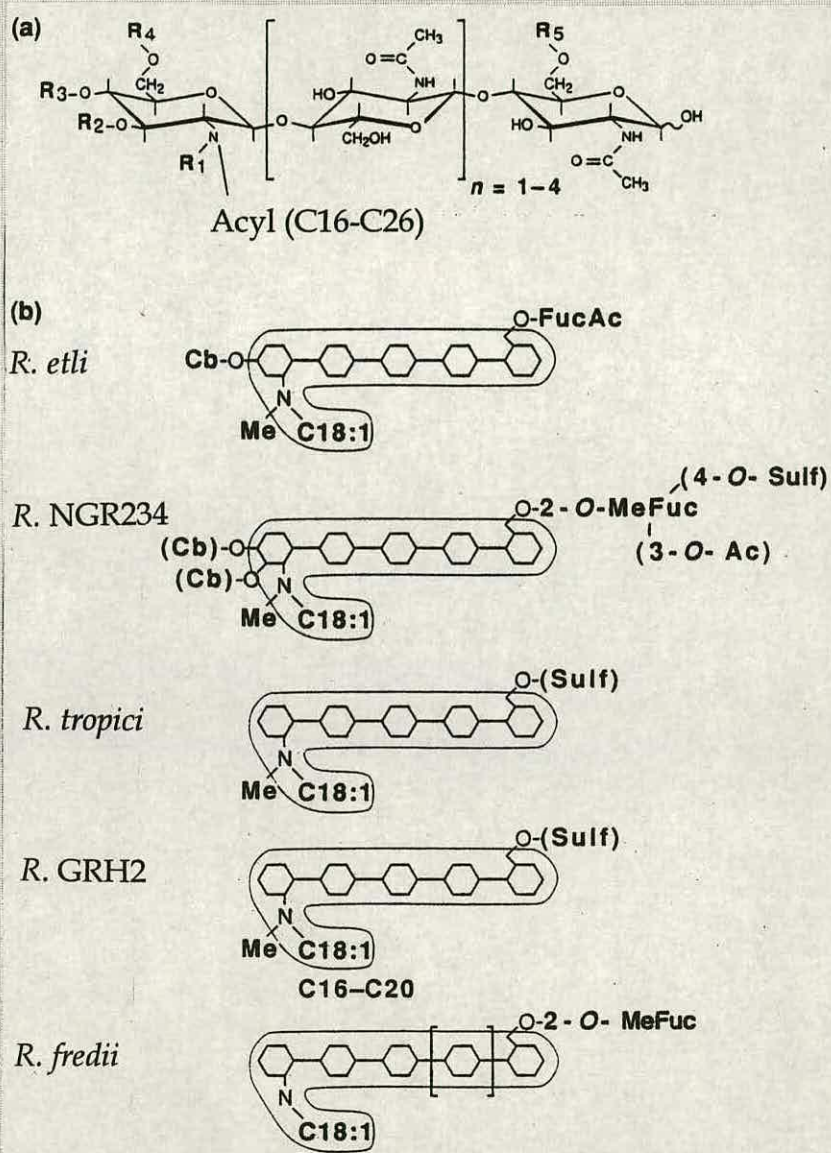 (a)
R4
O
CH2
R3-O
R2-O
O
N
R1
Acyl (C16-C26)
CH3
O=C
NH
HO
O
CH2OH
O
n = 1–4
R5
O
CH2
O
HO
OH
NH
O=C
CH3
(b)
R. etli
O-FucAc
Cb-O
N
Me C18:1
R. NGR234
(4-O- Sulf)
O-2-O-MeFuc
(3-O- Ac)
(Cb)-O
(Cb)-O
N
Me C18:1
R. tropici
O-(Sulf)
N
Me C18:1
R. GRH2
O-(Sulf)
N
Me C18:1
C16–C20
R. fredii
O-2-O- MeFuc
N
C18:1